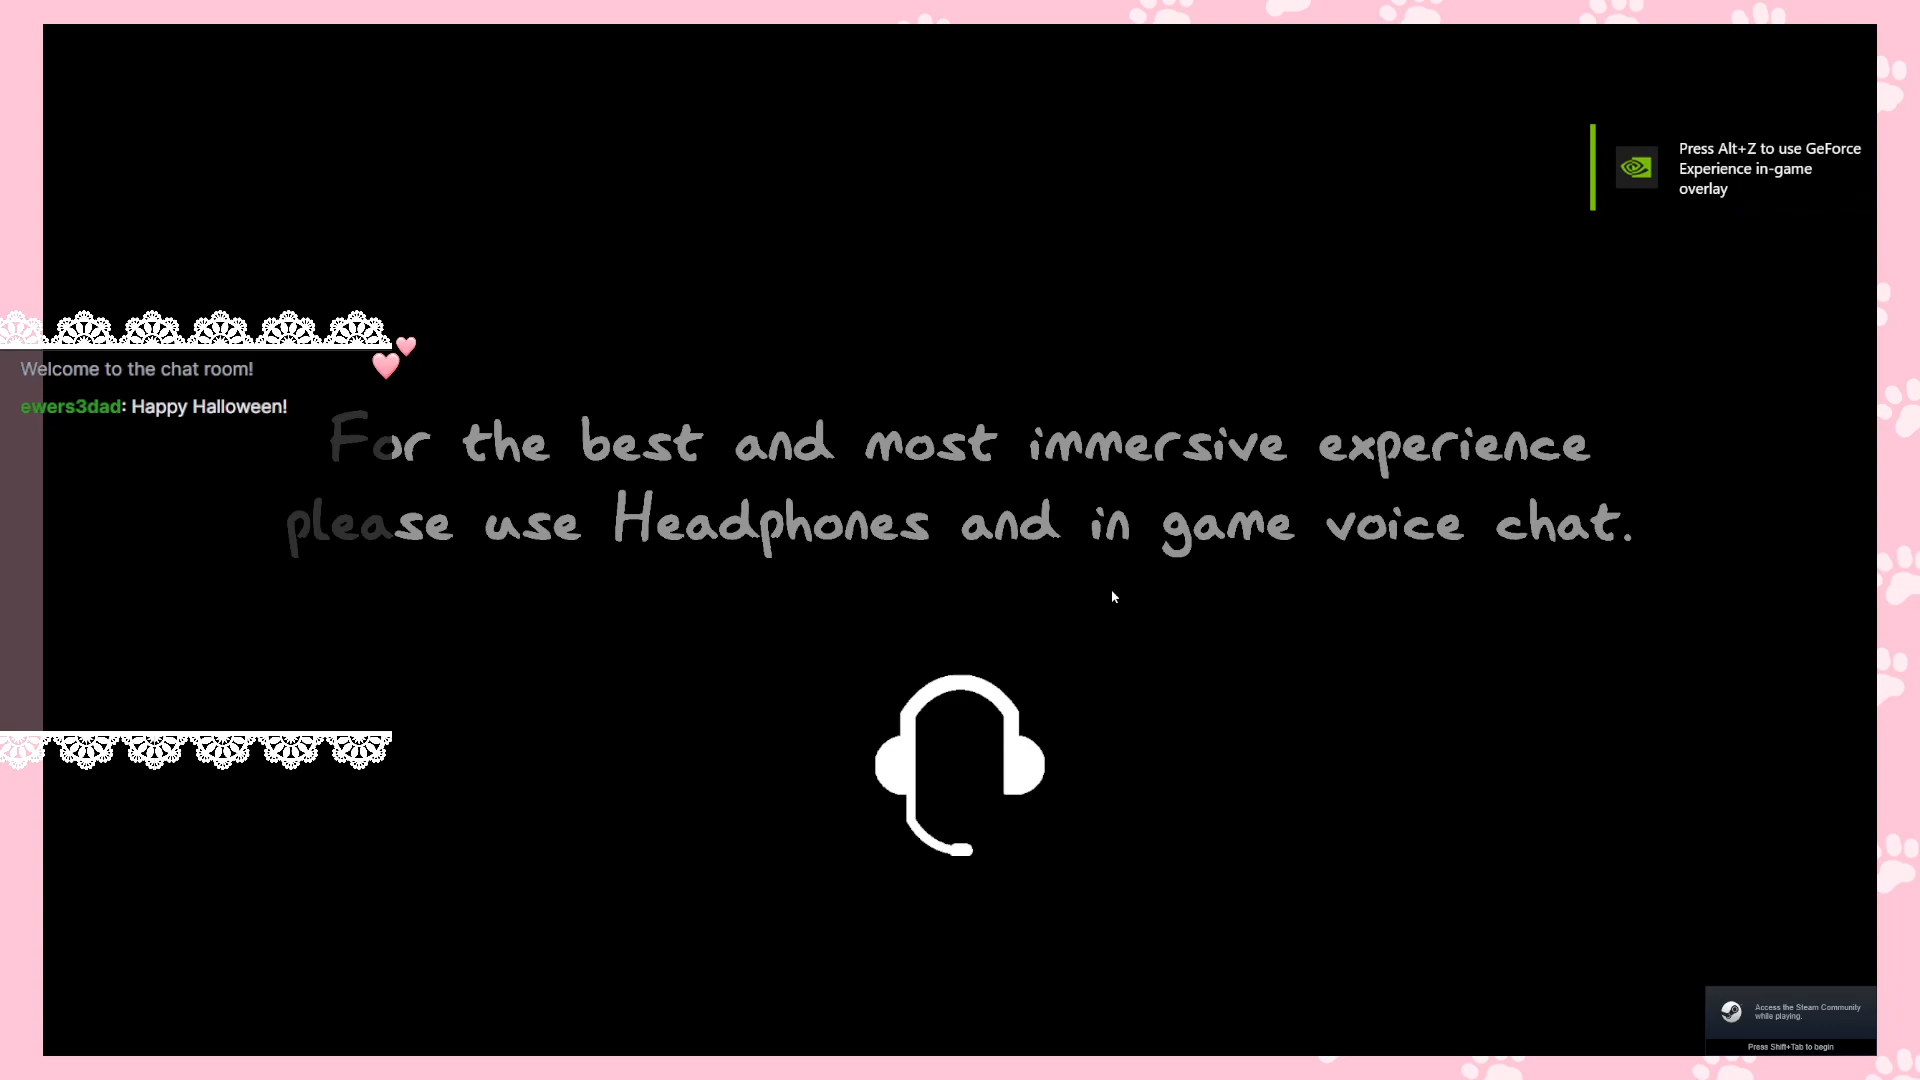 Press Alt+Z to use GeForce
Experience in-game
overlay
Welcome to the chat room!
ewers3dad: Happy Halloween!
For the best and most immersive experience
please use Headphones and in game voice chat.
Access the Steam Community
while playing.
Press Shift+Tab to begin